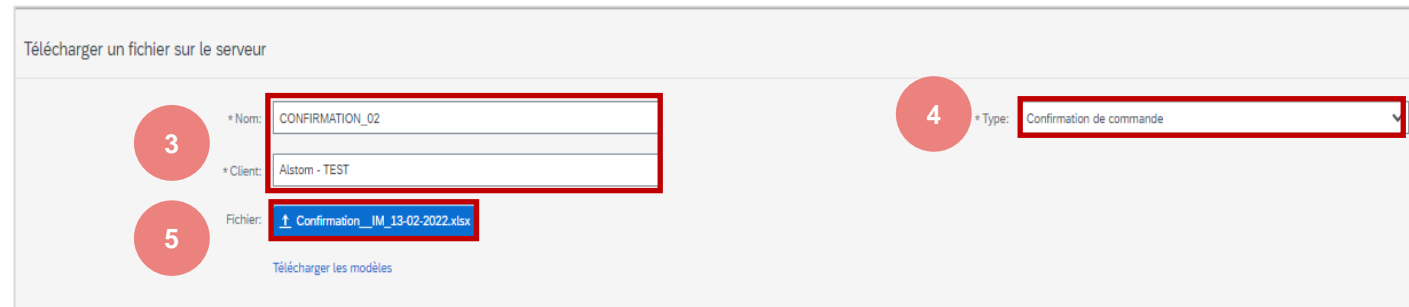 Télécharger un fichier sur le serveur
3
* Nom: CONFIRMATION_02
* Client: Alstom - TEST
4
* Type: Confirmation de commande
5
Fichier: Confirmation__IM_13-02-2022.xlsx
Télécharger les modèles